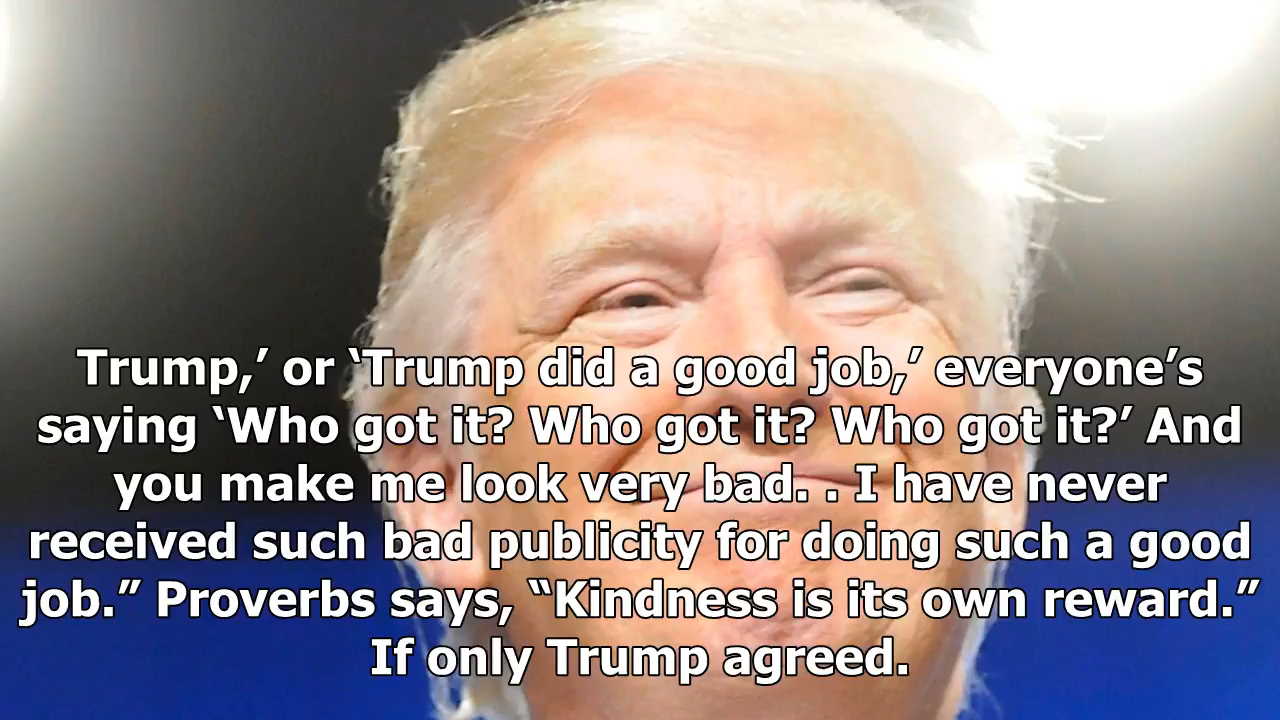 Trump,’ or ‘Trump did a good job,’ everyone’s
saying ‘Who got it? Who got it? Who got it?’ And
you make me look very bad. . I have never
received such bad publicity for doing such a good
job.” Proverbs says, “Kindness is its own reward.”
If only Trump agreed.